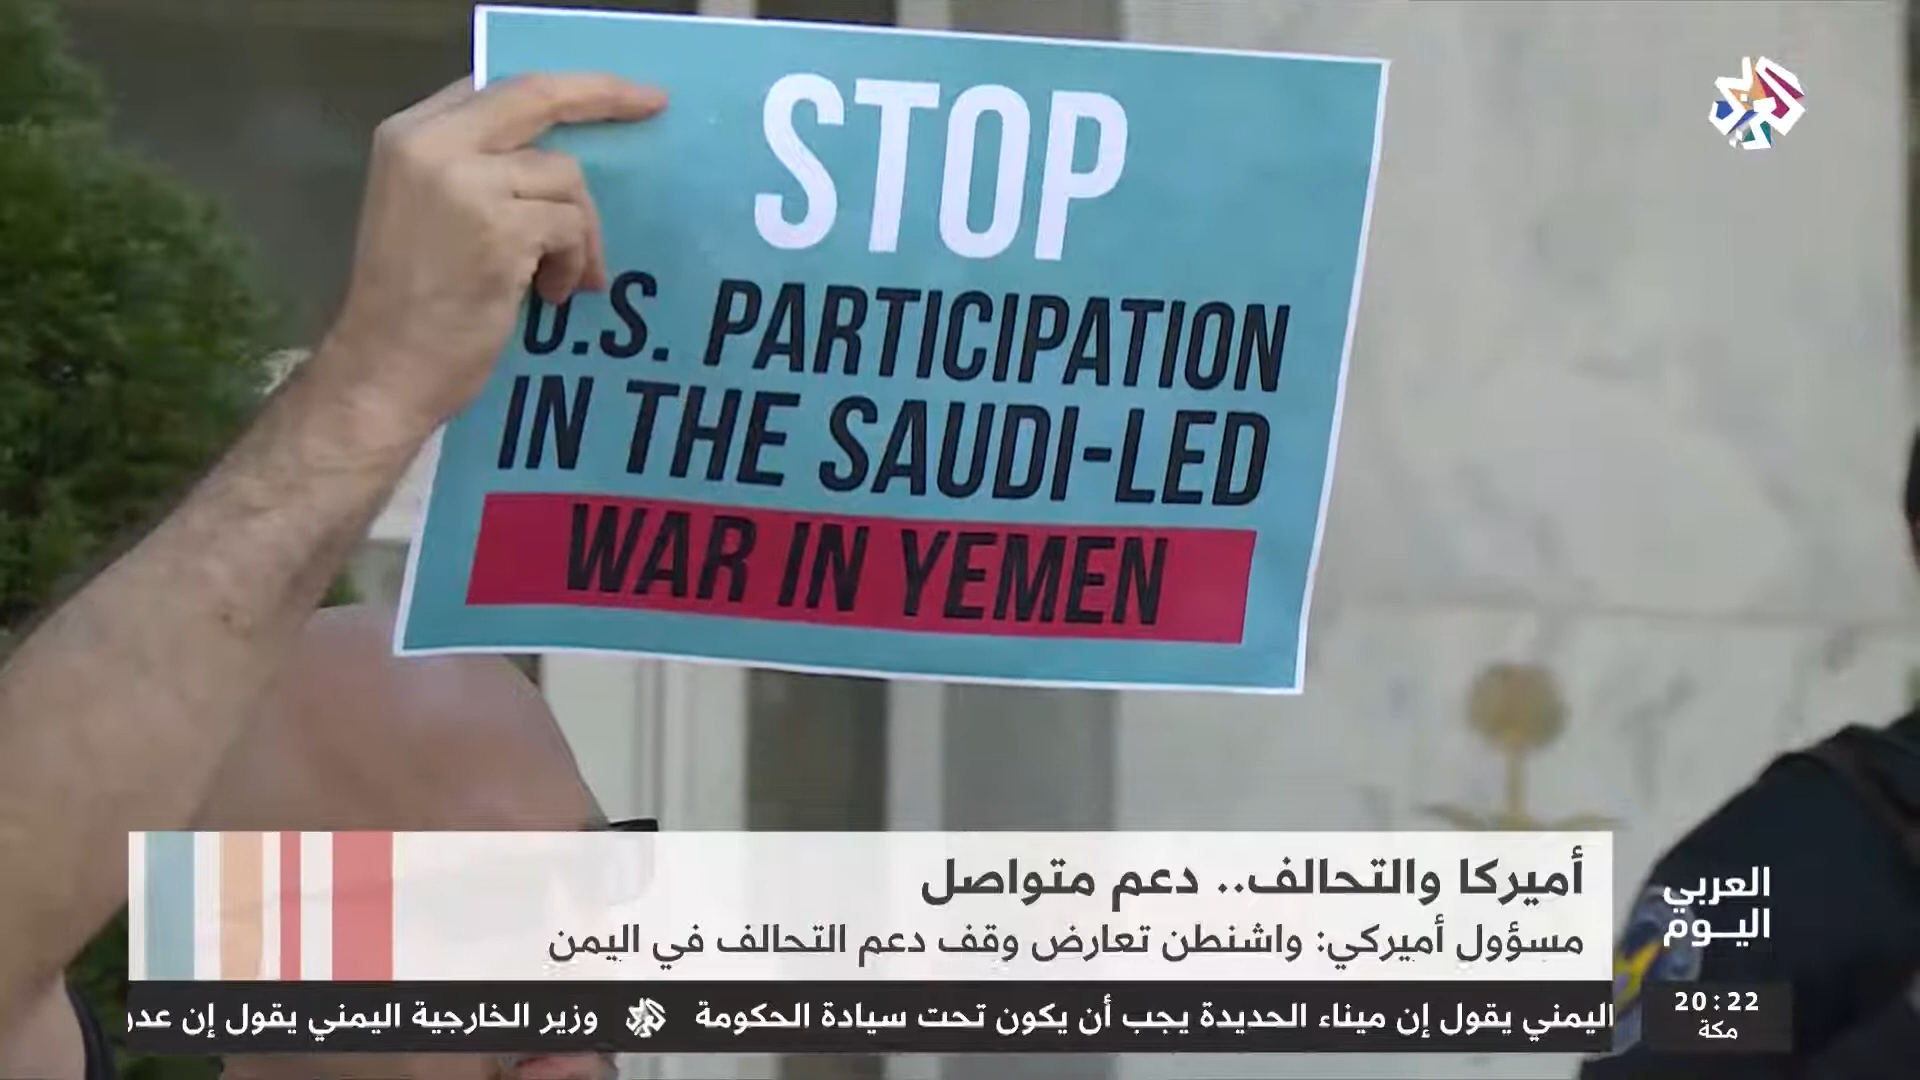 STOP
U.S. PARTICIPATION
IN THE SAUDI-LED
WAR IN YEMEN
أميركا والتحالف.. دعم متواصل
مسؤول أميركي: واشنطن تعارض وقف دعم التحالف في اليمن
العربي
اليوم
اليمني يقول إن ميناء الحديدة يجب أن يكون تحت سيادة الحكومة وزير الخارجية اليمني يقول إن
20:22
مكة